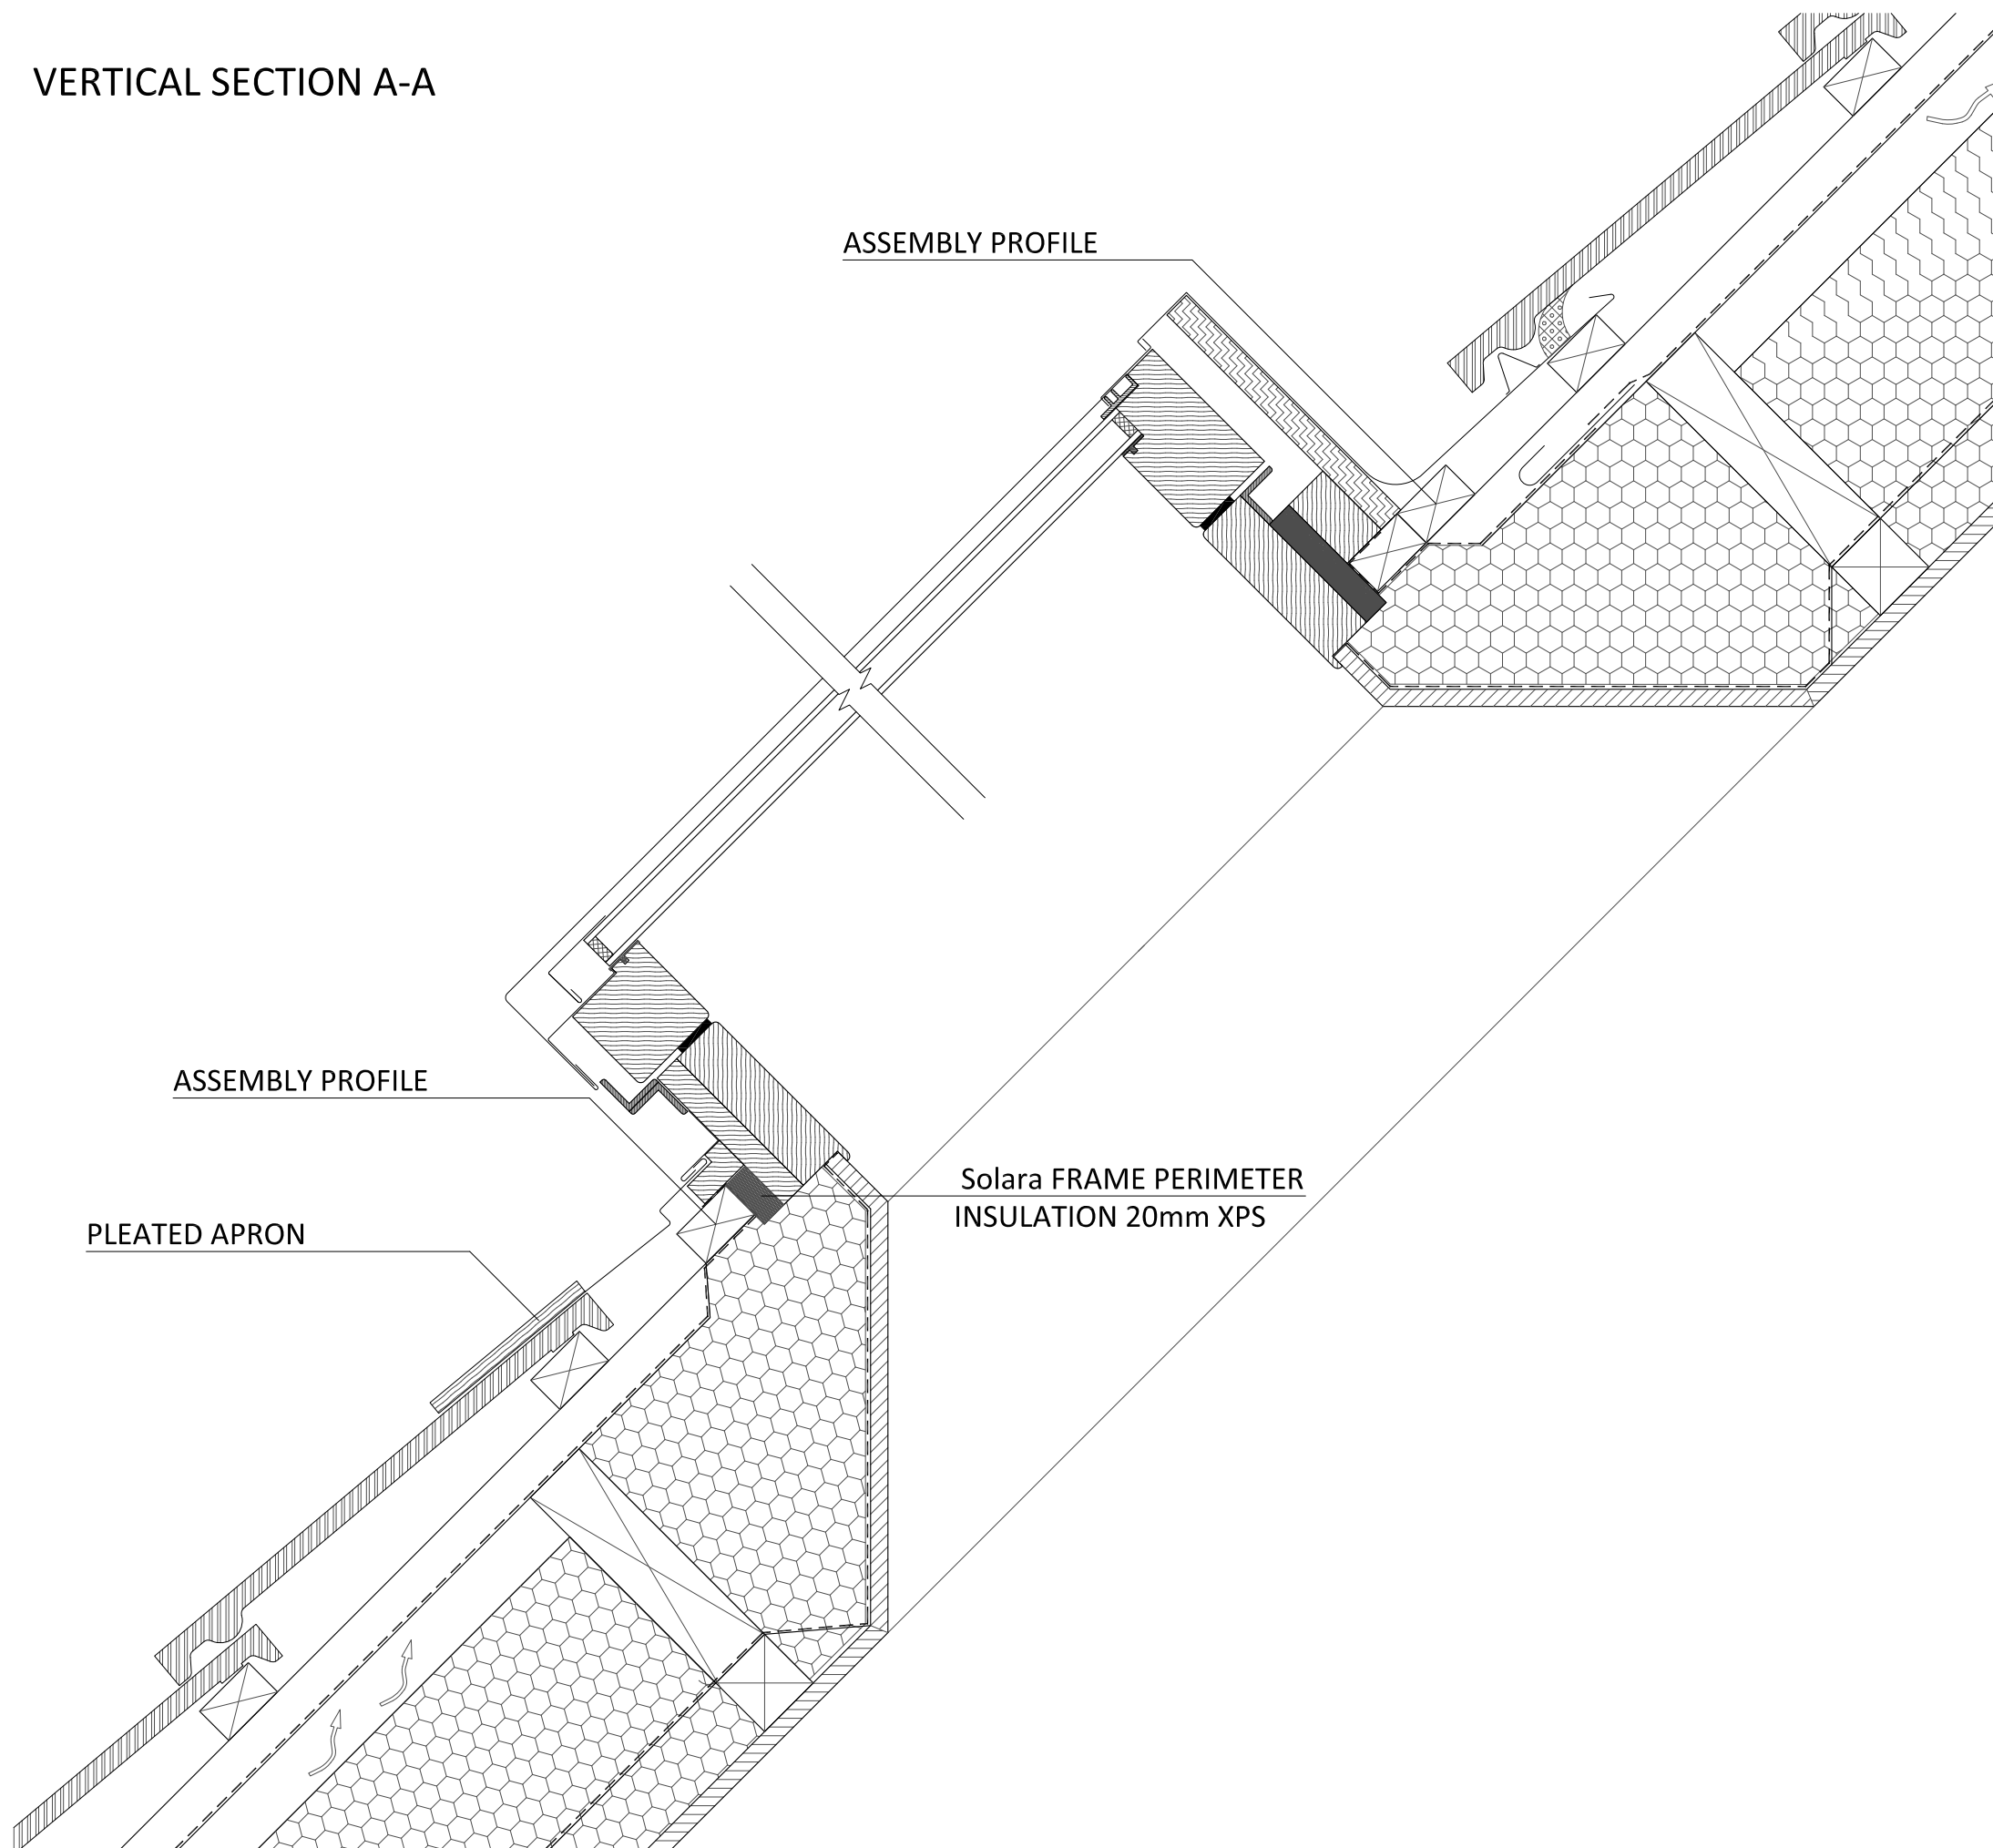 VERTICAL SECTION A-A
ASSEMBLY PROFILE
ASSEMBLY PROFILE
Solara FRAME PERIMETER
INSULATION 20mm XPS
PLEATED APRON